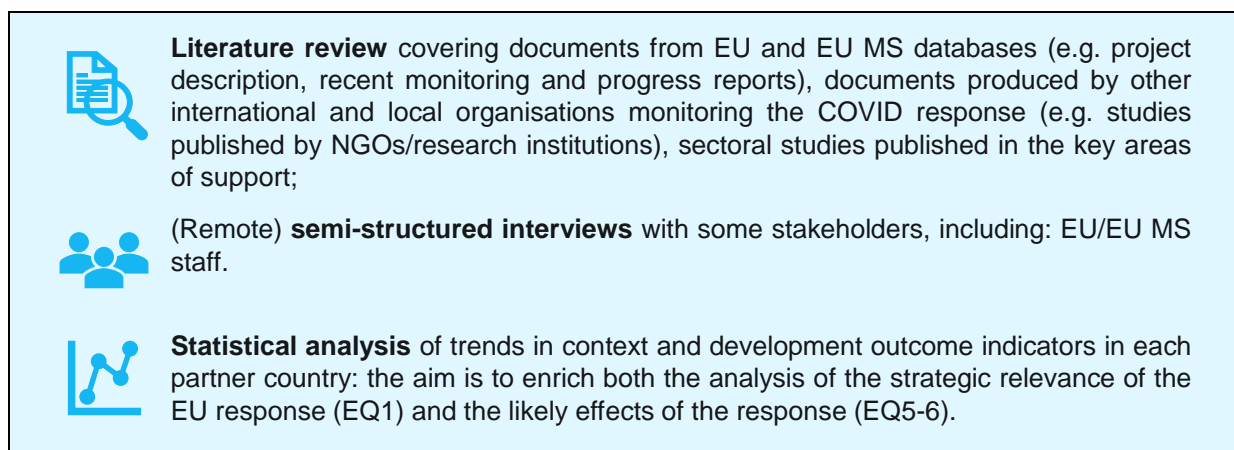 Literature review covering documents from EU and EU MS databases (e.g. project
description, recent monitoring and progress reports), documents produced by other
international and local organisations monitoring the COVID response (e.g. studies
published by NGOs/research institutions), sectoral studies published in the key areas
of support;
(Remote) semi-structured interviews with some stakeholders, including: EU/EU MS
staff.
Statistical analysis of trends in context and development outcome indicators in each
partner country: the aim is to enrich both the analysis of the strategic relevance of the
EU response (EQ1) and the likely effects of the response (EQ5-6).